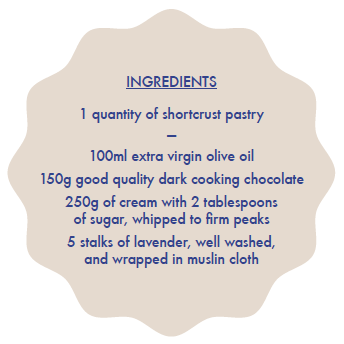 INGREDIENTS
1 quantity of shortcrust pastry
–
100ml extra virgin olive oil
150g good quality dark cooking chocolate
250g of cream with 2 tablespoons
of sugar, whipped to firm peaks
5 stalks of lavender, well washed,
and wrapped in muslin cloth